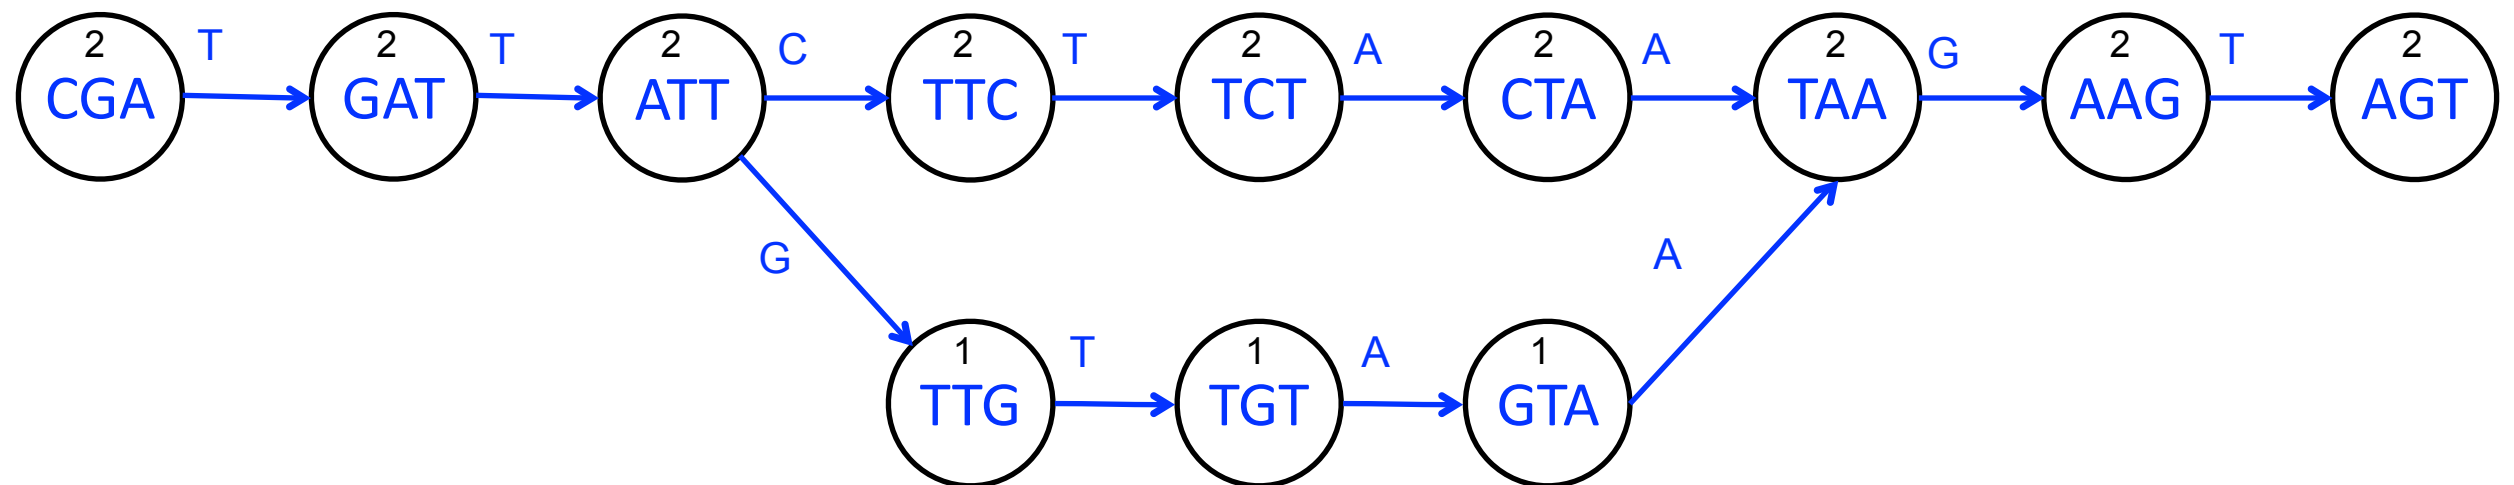 T T C T A A G T
2 2 2 2 2 2 2 2 2
CGA GAT ATT TTC TCT CTA TAA AAG AGT
G A
T A
1 1 1
TTG TGT GTA